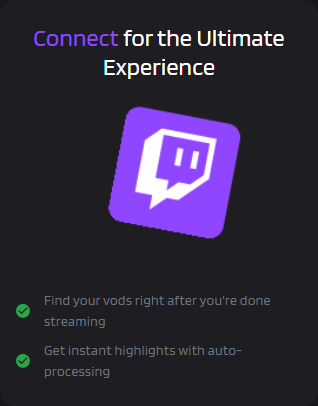 Connect for the Ultimate
Experience
Find your vods right after you're done
streaming
Get instant highlights with auto-
processing